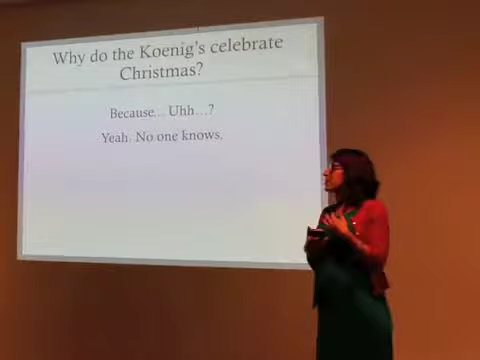 Why do the Koenig's celebrate
Christmas?
Because... Uhh...?
Yeah. No one knows.